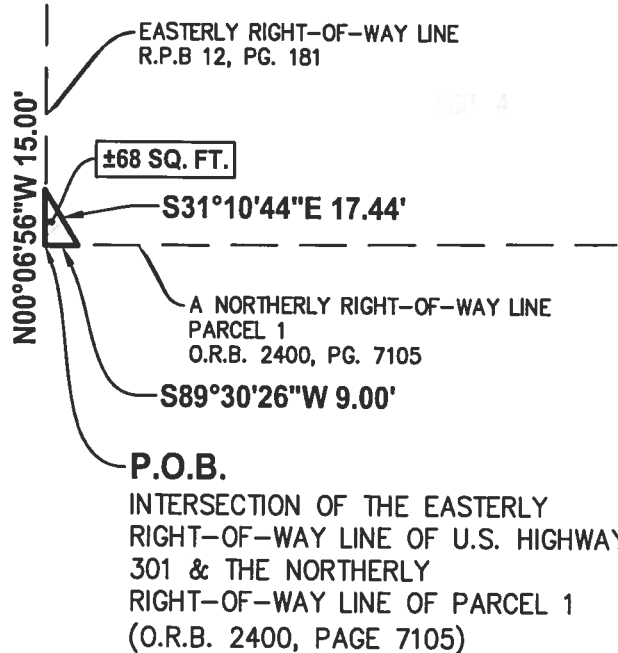 EASTERLY RIGHT-OF-WAY LINE
R.P.B 12, PG. 181
N00°06'56"W 15.00'
±68 SQ. FT.
S31°10'44"E 17.44'
A NORTHERLY RIGHT-OF-WAY LINE
PARCEL 1
O.R.B. 2400, PG. 7105
S89°30'26"W 9.00'
P.O.B.
INTERSECTION OF THE EASTERLY
RIGHT-OF-WAY LINE OF U.S. HIGHWAY
301 & THE NORTHERLY
RIGHT-OF-WAY LINE OF PARCEL 1
(O.R.B. 2400, PAGE 7105)